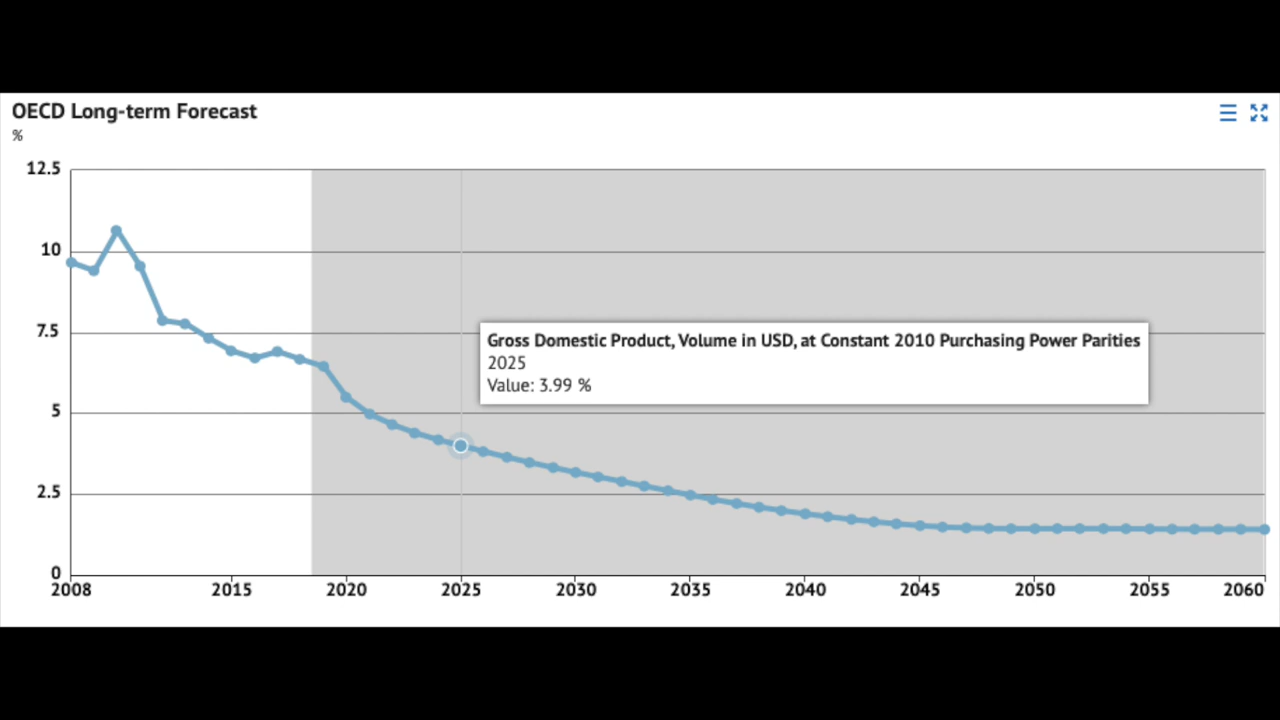 OECD Long-term Forecast
%
12.5
10
7.5
5
2.5
0
Gross Domestic Product, Volume in USD, at Constant 2010 Purchasing Power Parities
2025
Value: 3.99 %
2008 2015 2020 2025 2030 2035 2040 2045 2050 2055 2060